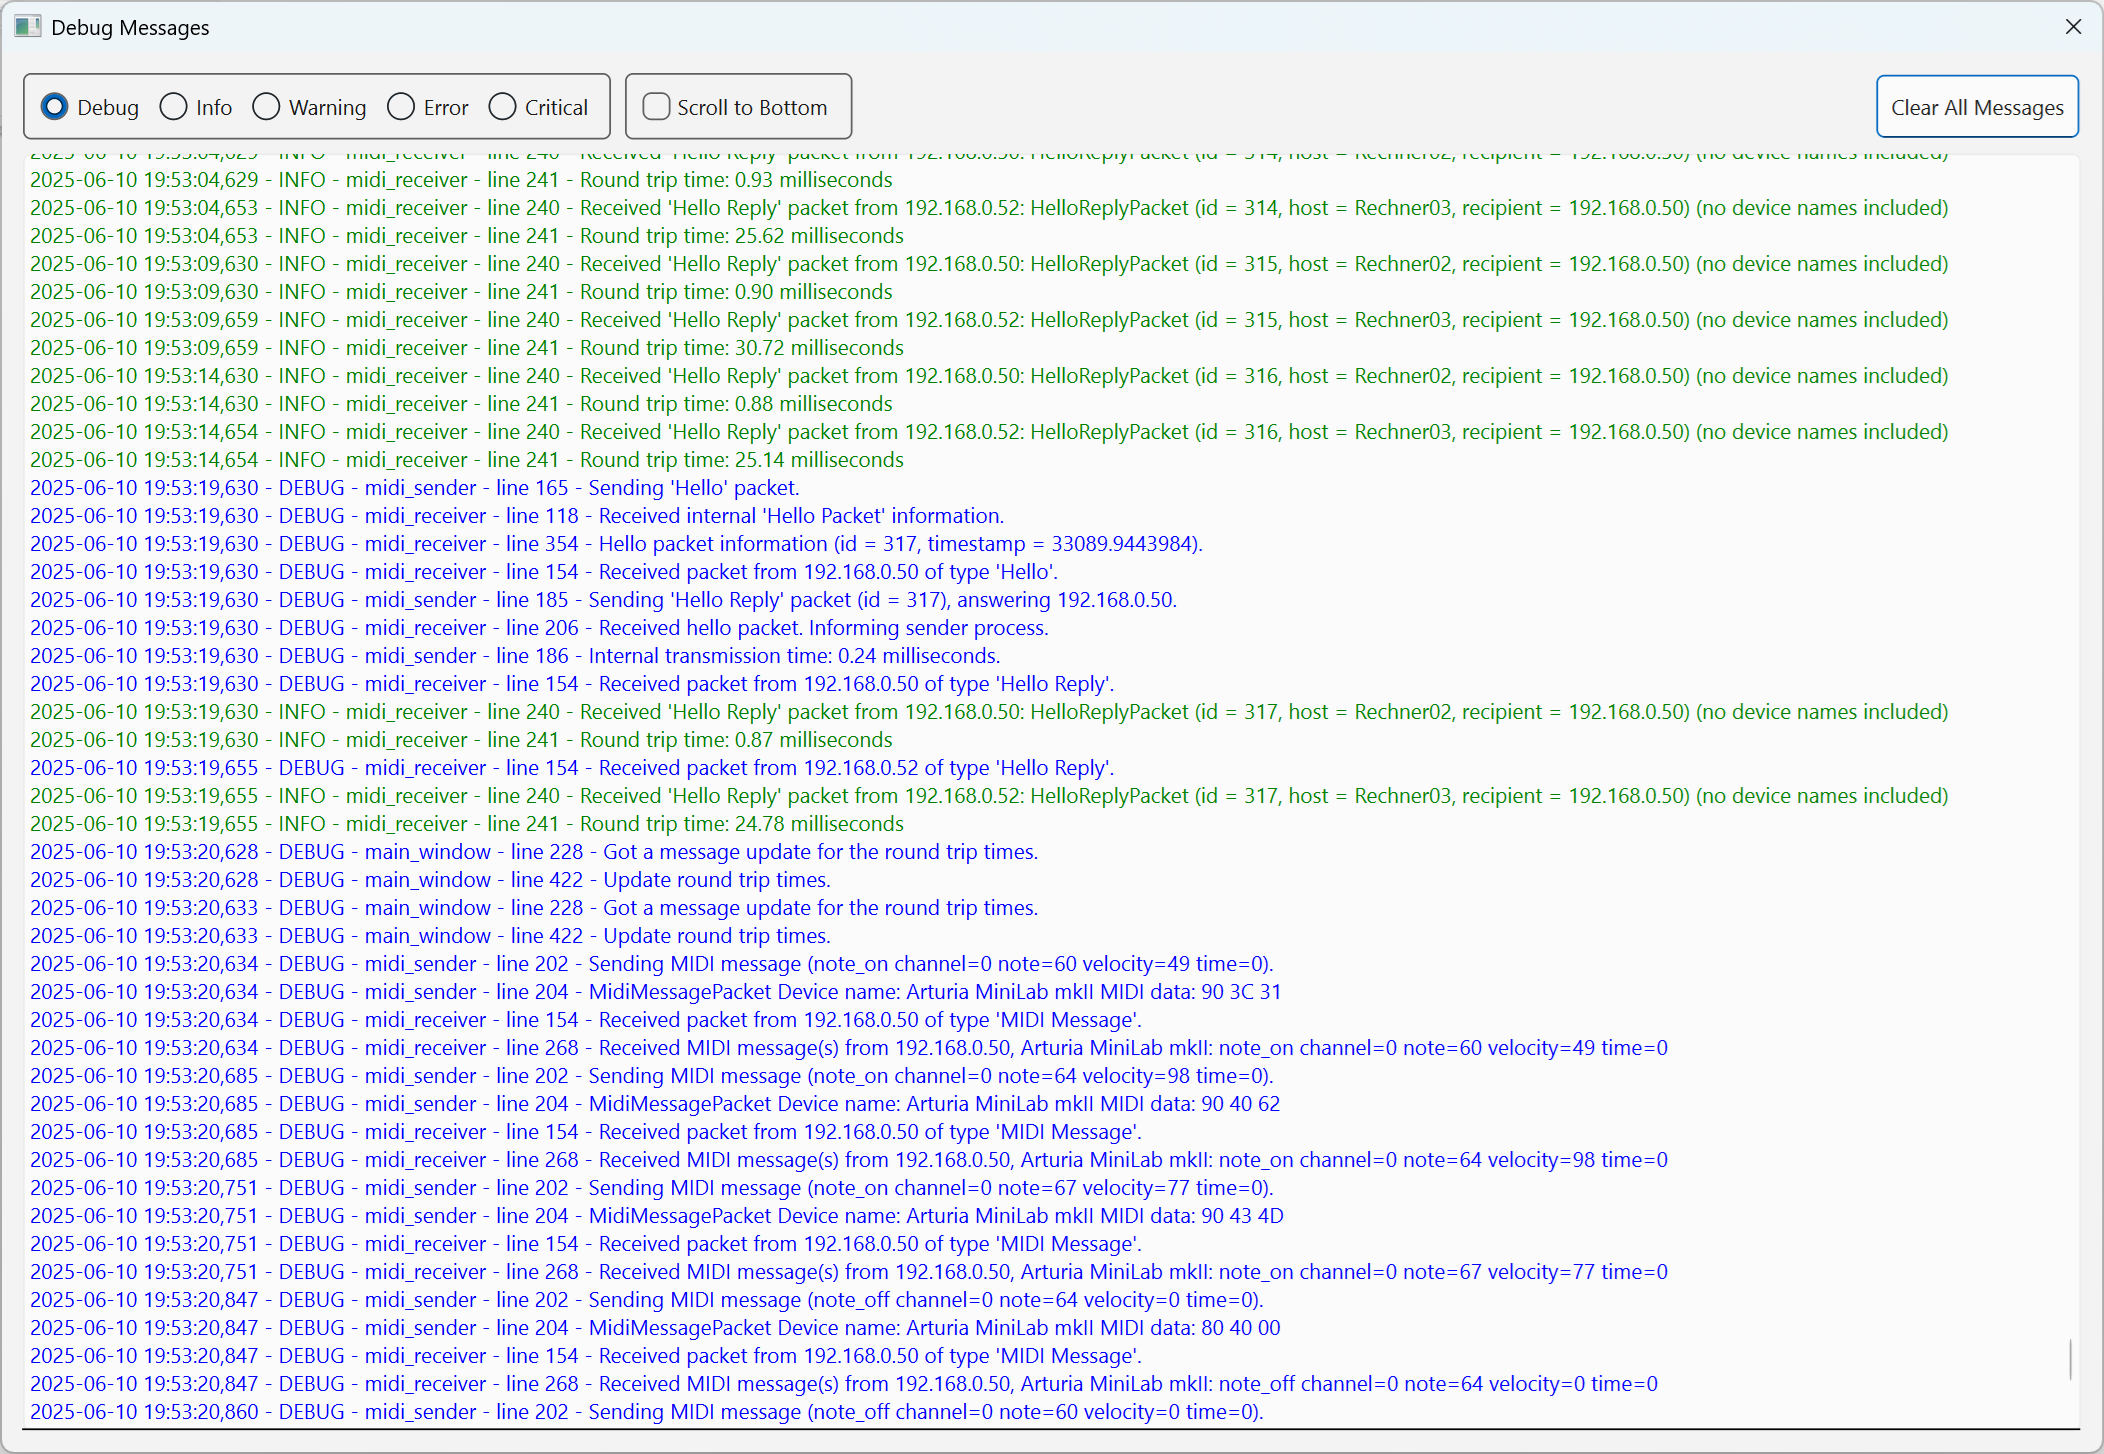 Debug Messages
Debug Info Warning Error Critical Scroll to Bottom Clear All Messages
2025-06-10 19:53:04,629 - INFO - midi_receiver - line 240 - Received 'Hello Reply' packet from 192.168.0.50: HelloReplyPacket (id = 314, host = Rechner02, recipient = 192.168.0.50) (no device names included)
2025-06-10 19:53:04,629 - INFO - midi_receiver - line 241 - Round trip time: 0.93 milliseconds
2025-06-10 19:53:04,653 - INFO - midi_receiver - line 240 - Received 'Hello Reply' packet from 192.168.0.52: HelloReplyPacket (id = 314, host = Rechner03, recipient = 192.168.0.50) (no device names included)
2025-06-10 19:53:04,653 - INFO - midi_receiver - line 241 - Round trip time: 25.62 milliseconds
2025-06-10 19:53:09,630 - INFO - midi_receiver - line 240 - Received 'Hello Reply' packet from 192.168.0.50: HelloReplyPacket (id = 315, host = Rechner02, recipient = 192.168.0.50) (no device names included)
2025-06-10 19:53:09,630 - INFO - midi_receiver - line 241 - Round trip time: 0.90 milliseconds
2025-06-10 19:53:09,659 - INFO - midi_receiver - line 240 - Received 'Hello Reply' packet from 192.168.0.52: HelloReplyPacket (id = 315, host = Rechner03, recipient = 192.168.0.50) (no device names included)
2025-06-10 19:53:09,659 - INFO - midi_receiver - line 241 - Round trip time: 30.72 milliseconds
2025-06-10 19:53:14,630 - INFO - midi_receiver - line 240 - Received 'Hello Reply' packet from 192.168.0.50: HelloReplyPacket (id = 316, host = Rechner02, recipient = 192.168.0.50) (no device names included)
2025-06-10 19:53:14,630 - INFO - midi_receiver - line 241 - Round trip time: 0.88 milliseconds
2025-06-10 19:53:14,654 - INFO - midi_receiver - line 240 - Received 'Hello Reply' packet from 192.168.0.52: HelloReplyPacket (id = 316, host = Rechner03, recipient = 192.168.0.50) (no device names included)
2025-06-10 19:53:14,654 - INFO - midi_receiver - line 241 - Round trip time: 25.14 milliseconds
2025-06-10 19:53:19,630 - DEBUG - midi_sender - line 165 - Sending 'Hello' packet.
2025-06-10 19:53:19,630 - DEBUG - midi_receiver - line 118 - Received internal 'Hello Packet' information.
2025-06-10 19:53:19,630 - DEBUG - midi_receiver - line 354 - Hello packet information (id = 317, timestamp = 33089.9443984).
2025-06-10 19:53:19,630 - DEBUG - midi_receiver - line 154 - Received packet from 192.168.0.50 of type 'Hello'.
2025-06-10 19:53:19,630 - DEBUG - midi_sender - line 185 - Sending 'Hello Reply' packet (id = 317), answering 192.168.0.50.
2025-06-10 19:53:19,630 - DEBUG - midi_receiver - line 206 - Received hello packet. Informing sender process.
2025-06-10 19:53:19,630 - DEBUG - midi_sender - line 186 - Internal transmission time: 0.24 milliseconds.
2025-06-10 19:53:19,630 - DEBUG - midi_receiver - line 154 - Received packet from 192.168.0.50 of type 'Hello Reply'.
2025-06-10 19:53:19,630 - INFO - midi_receiver - line 240 - Received 'Hello Reply' packet from 192.168.0.50: HelloReplyPacket (id = 317, host = Rechner02, recipient = 192.168.0.50) (no device names included)
2025-06-10 19:53:19,630 - INFO - midi_receiver - line 241 - Round trip time: 0.87 milliseconds
2025-06-10 19:53:19,655 - DEBUG - midi_receiver - line 154 - Received packet from 192.168.0.52 of type 'Hello Reply'.
2025-06-10 19:53:19,655 - INFO - midi_receiver - line 240 - Received 'Hello Reply' packet from 192.168.0.52: HelloReplyPacket (id = 317, host = Rechner03, recipient = 192.168.0.50) (no device names included)
2025-06-10 19:53:19,655 - INFO - midi_receiver - line 241 - Round trip time: 24.78 milliseconds
2025-06-10 19:53:20,628 - DEBUG - main_window - line 228 - Got a message update for the round trip times.
2025-06-10 19:53:20,628 - DEBUG - main_window - line 422 - Update round trip times.
2025-06-10 19:53:20,633 - DEBUG - main_window - line 228 - Got a message update for the round trip times.
2025-06-10 19:53:20,633 - DEBUG - main_window - line 422 - Update round trip times.
2025-06-10 19:53:20,634 - DEBUG - midi_sender - line 202 - Sending MIDI message (note_on channel=0 note=60 velocity=49 time=0).
2025-06-10 19:53:20,634 - DEBUG - midi_sender - line 204 - MidiMessagePacket Device name: Arturia MiniLab mkII MIDI data: 90 3C 31
2025-06-10 19:53:20,634 - DEBUG - midi_receiver - line 154 - Received packet from 192.168.0.50 of type 'MIDI Message'.
2025-06-10 19:53:20,634 - DEBUG - midi_receiver - line 268 - Received MIDI message(s) from 192.168.0.50, Arturia MiniLab mkII: note_on channel=0 note=60 velocity=49 time=0
2025-06-10 19:53:20,685 - DEBUG - midi_sender - line 202 - Sending MIDI message (note_on channel=0 note=64 velocity=98 time=0).
2025-06-10 19:53:20,685 - DEBUG - midi_sender - line 204 - MidiMessagePacket Device name: Arturia MiniLab mkII MIDI data: 90 40 62
2025-06-10 19:53:20,685 - DEBUG - midi_receiver - line 154 - Received packet from 192.168.0.50 of type 'MIDI Message'.
2025-06-10 19:53:20,685 - DEBUG - midi_receiver - line 268 - Received MIDI message(s) from 192.168.0.50, Arturia MiniLab mkII: note_on channel=0 note=64 velocity=98 time=0
2025-06-10 19:53:20,751 - DEBUG - midi_sender - line 202 - Sending MIDI message (note_on channel=0 note=67 velocity=77 time=0).
2025-06-10 19:53:20,751 - DEBUG - midi_sender - line 204 - MidiMessagePacket Device name: Arturia MiniLab mkII MIDI data: 90 43 4D
2025-06-10 19:53:20,751 - DEBUG - midi_receiver - line 154 - Received packet from 192.168.0.50 of type 'MIDI Message'.
2025-06-10 19:53:20,751 - DEBUG - midi_receiver - line 268 - Received MIDI message(s) from 192.168.0.50, Arturia MiniLab mkII: note_on channel=0 note=67 velocity=77 time=0
2025-06-10 19:53:20,847 - DEBUG - midi_sender - line 202 - Sending MIDI message (note_off channel=0 note=64 velocity=0 time=0).
2025-06-10 19:53:20,847 - DEBUG - midi_sender - line 204 - MidiMessagePacket Device name: Arturia MiniLab mkII MIDI data: 80 40 00
2025-06-10 19:53:20,847 - DEBUG - midi_receiver - line 154 - Received packet from 192.168.0.50 of type 'MIDI Message'.
2025-06-10 19:53:20,847 - DEBUG - midi_receiver - line 268 - Received MIDI message(s) from 192.168.0.50, Arturia MiniLab mkII: note_off channel=0 note=64 velocity=0 time=0
2025-06-10 19:53:20,860 - DEBUG - midi_sender - line 202 - Sending MIDI message (note_off channel=0 note=60 velocity=0 time=0).